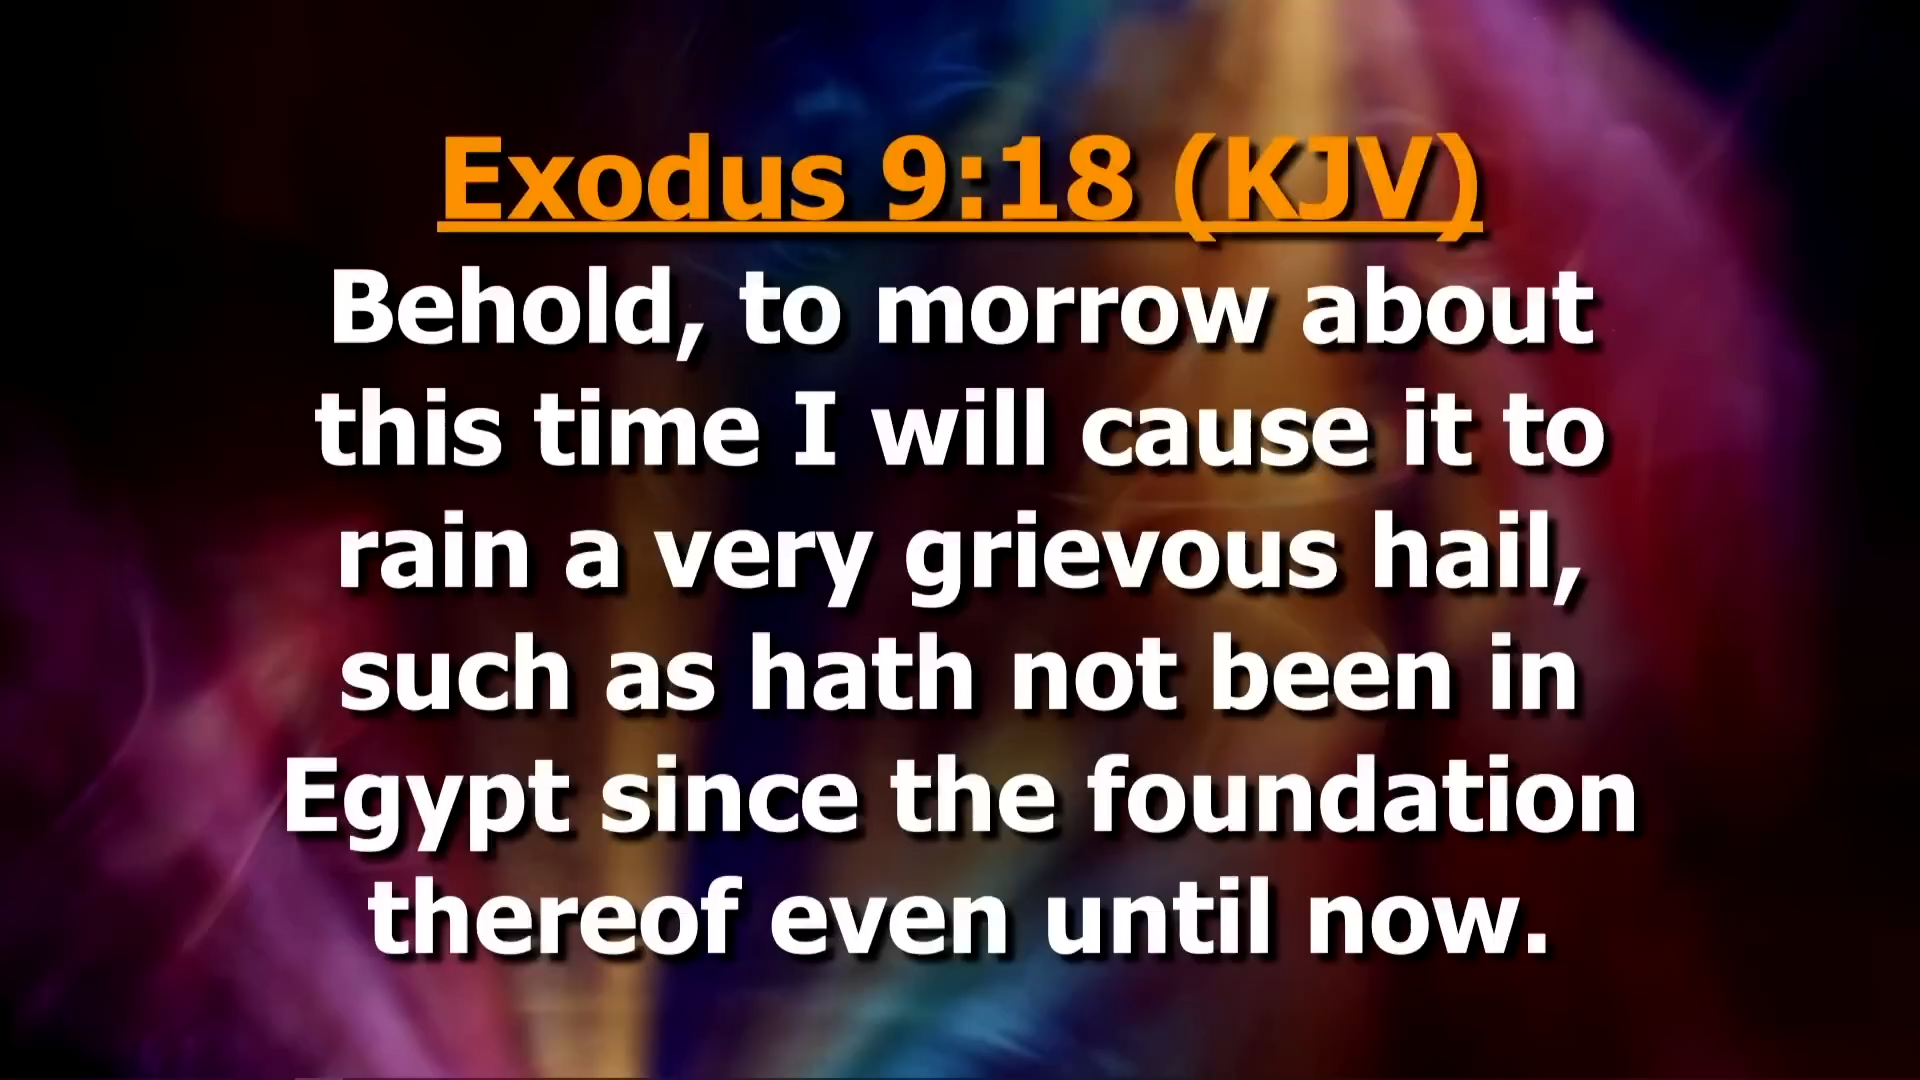 Exodus 9:18 (KJV)
Behold, to morrow about
this time I will cause it to
rain a very grievous hail,
such as hath not been in
Egypt since the foundation
thereof even until now.